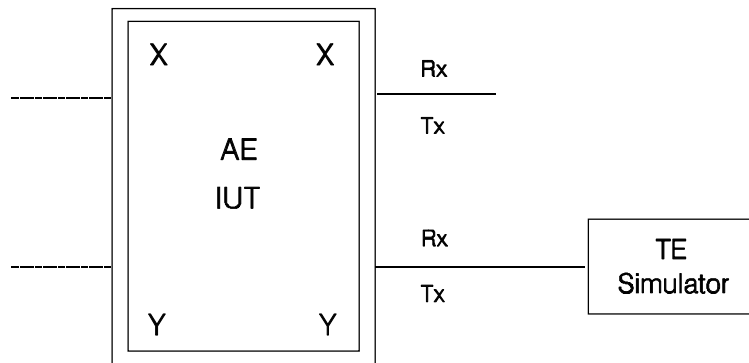 X X
Rx
Tx
AE
IUT
Rx
TE
Simulator
Tx
Y Y